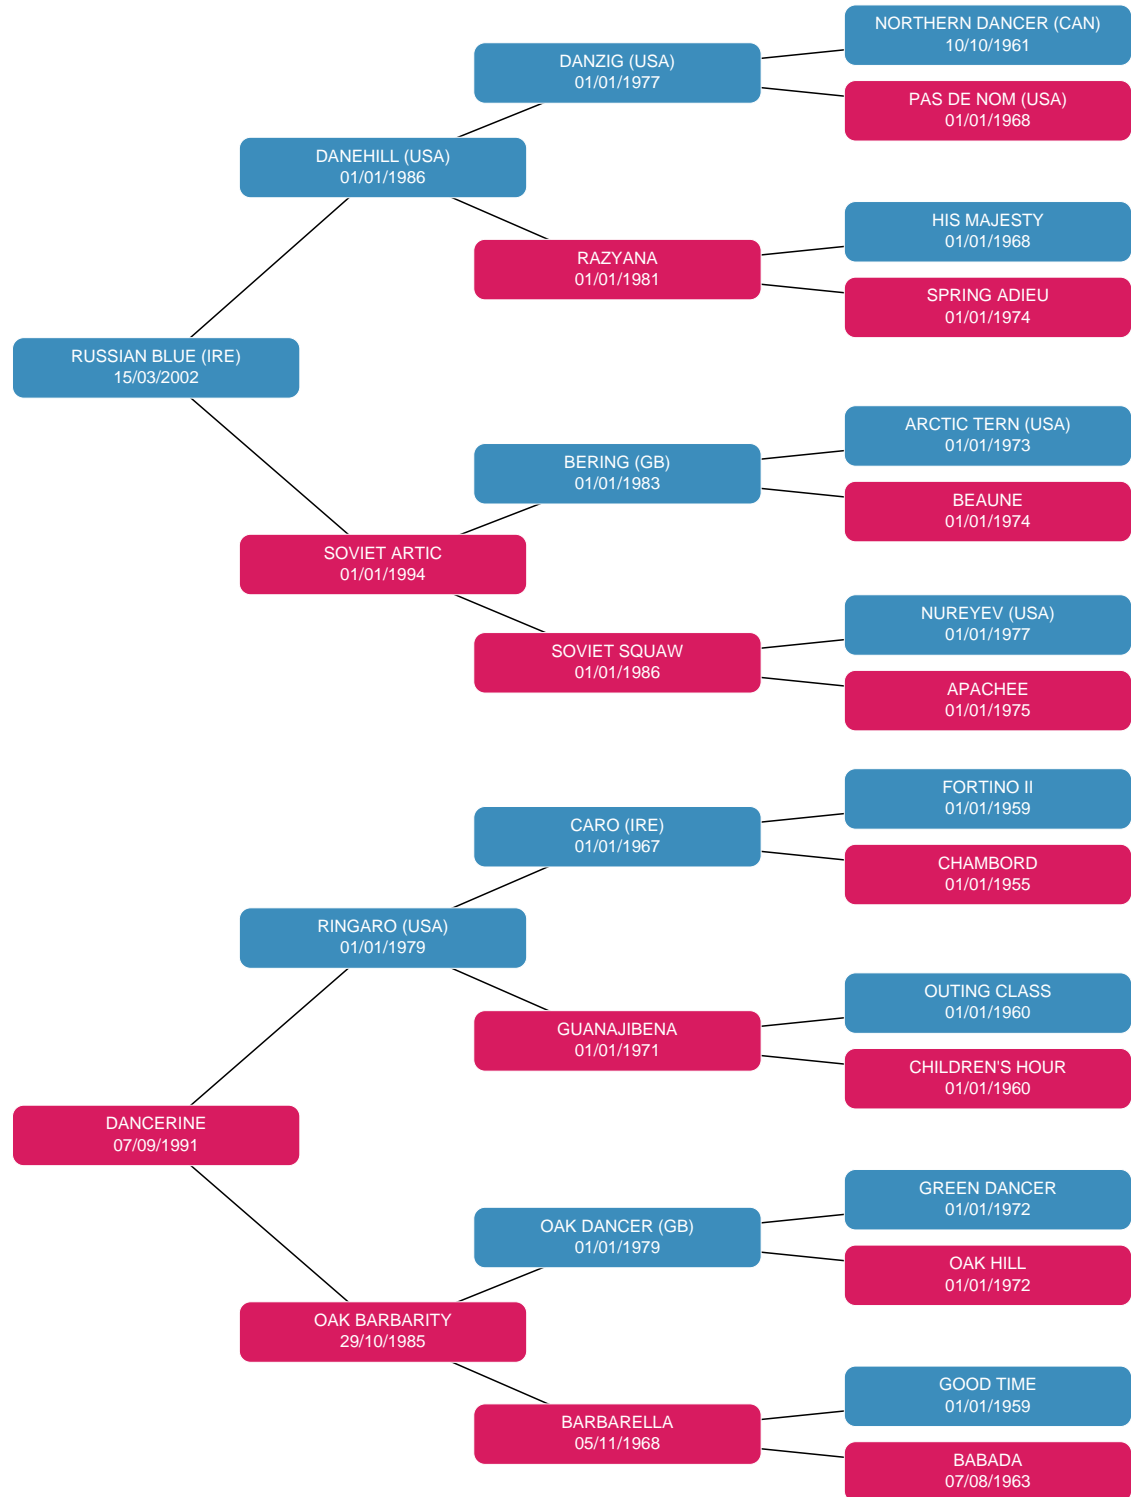 NORTHERN DANCER (CAN)
10/10/1961
DANZIG (USA)
01/01/1977
PAS DE NOM (USA)
01/01/1968
DANEHILL (USA)
01/01/1986
HIS MAJESTY
01/01/1968
RAZYANA
01/01/1981
SPRING ADIEU
01/01/1974
RUSSIAN BLUE (IRE)
15/03/2002
ARCTIC TERN (USA)
01/01/1973
BERING (GB)
01/01/1983
BEAUNE
01/01/1974
SOVIET ARTIC
01/01/1994
NUREYEV (USA)
01/01/1977
SOVIET SQUAW
01/01/1986
APACHEE
01/01/1975
FORTINO II
01/01/1959
CARO (IRE)
01/01/1967
CHAMBORD
01/01/1955
RINGARO (USA)
01/01/1979
OUTING CLASS
01/01/1960
GUANAJIBENA
01/01/1971
CHILDREN'S HOUR
01/01/1960
DANCERINE
07/09/1991
GREEN DANCER
01/01/1972
OAK DANCER (GB)
01/01/1979
OAK HILL
01/01/1972
OAK BARBARITY
29/10/1985
GOOD TIME
01/01/1959
BARBARELLA
05/11/1968
BABADA
07/08/1963